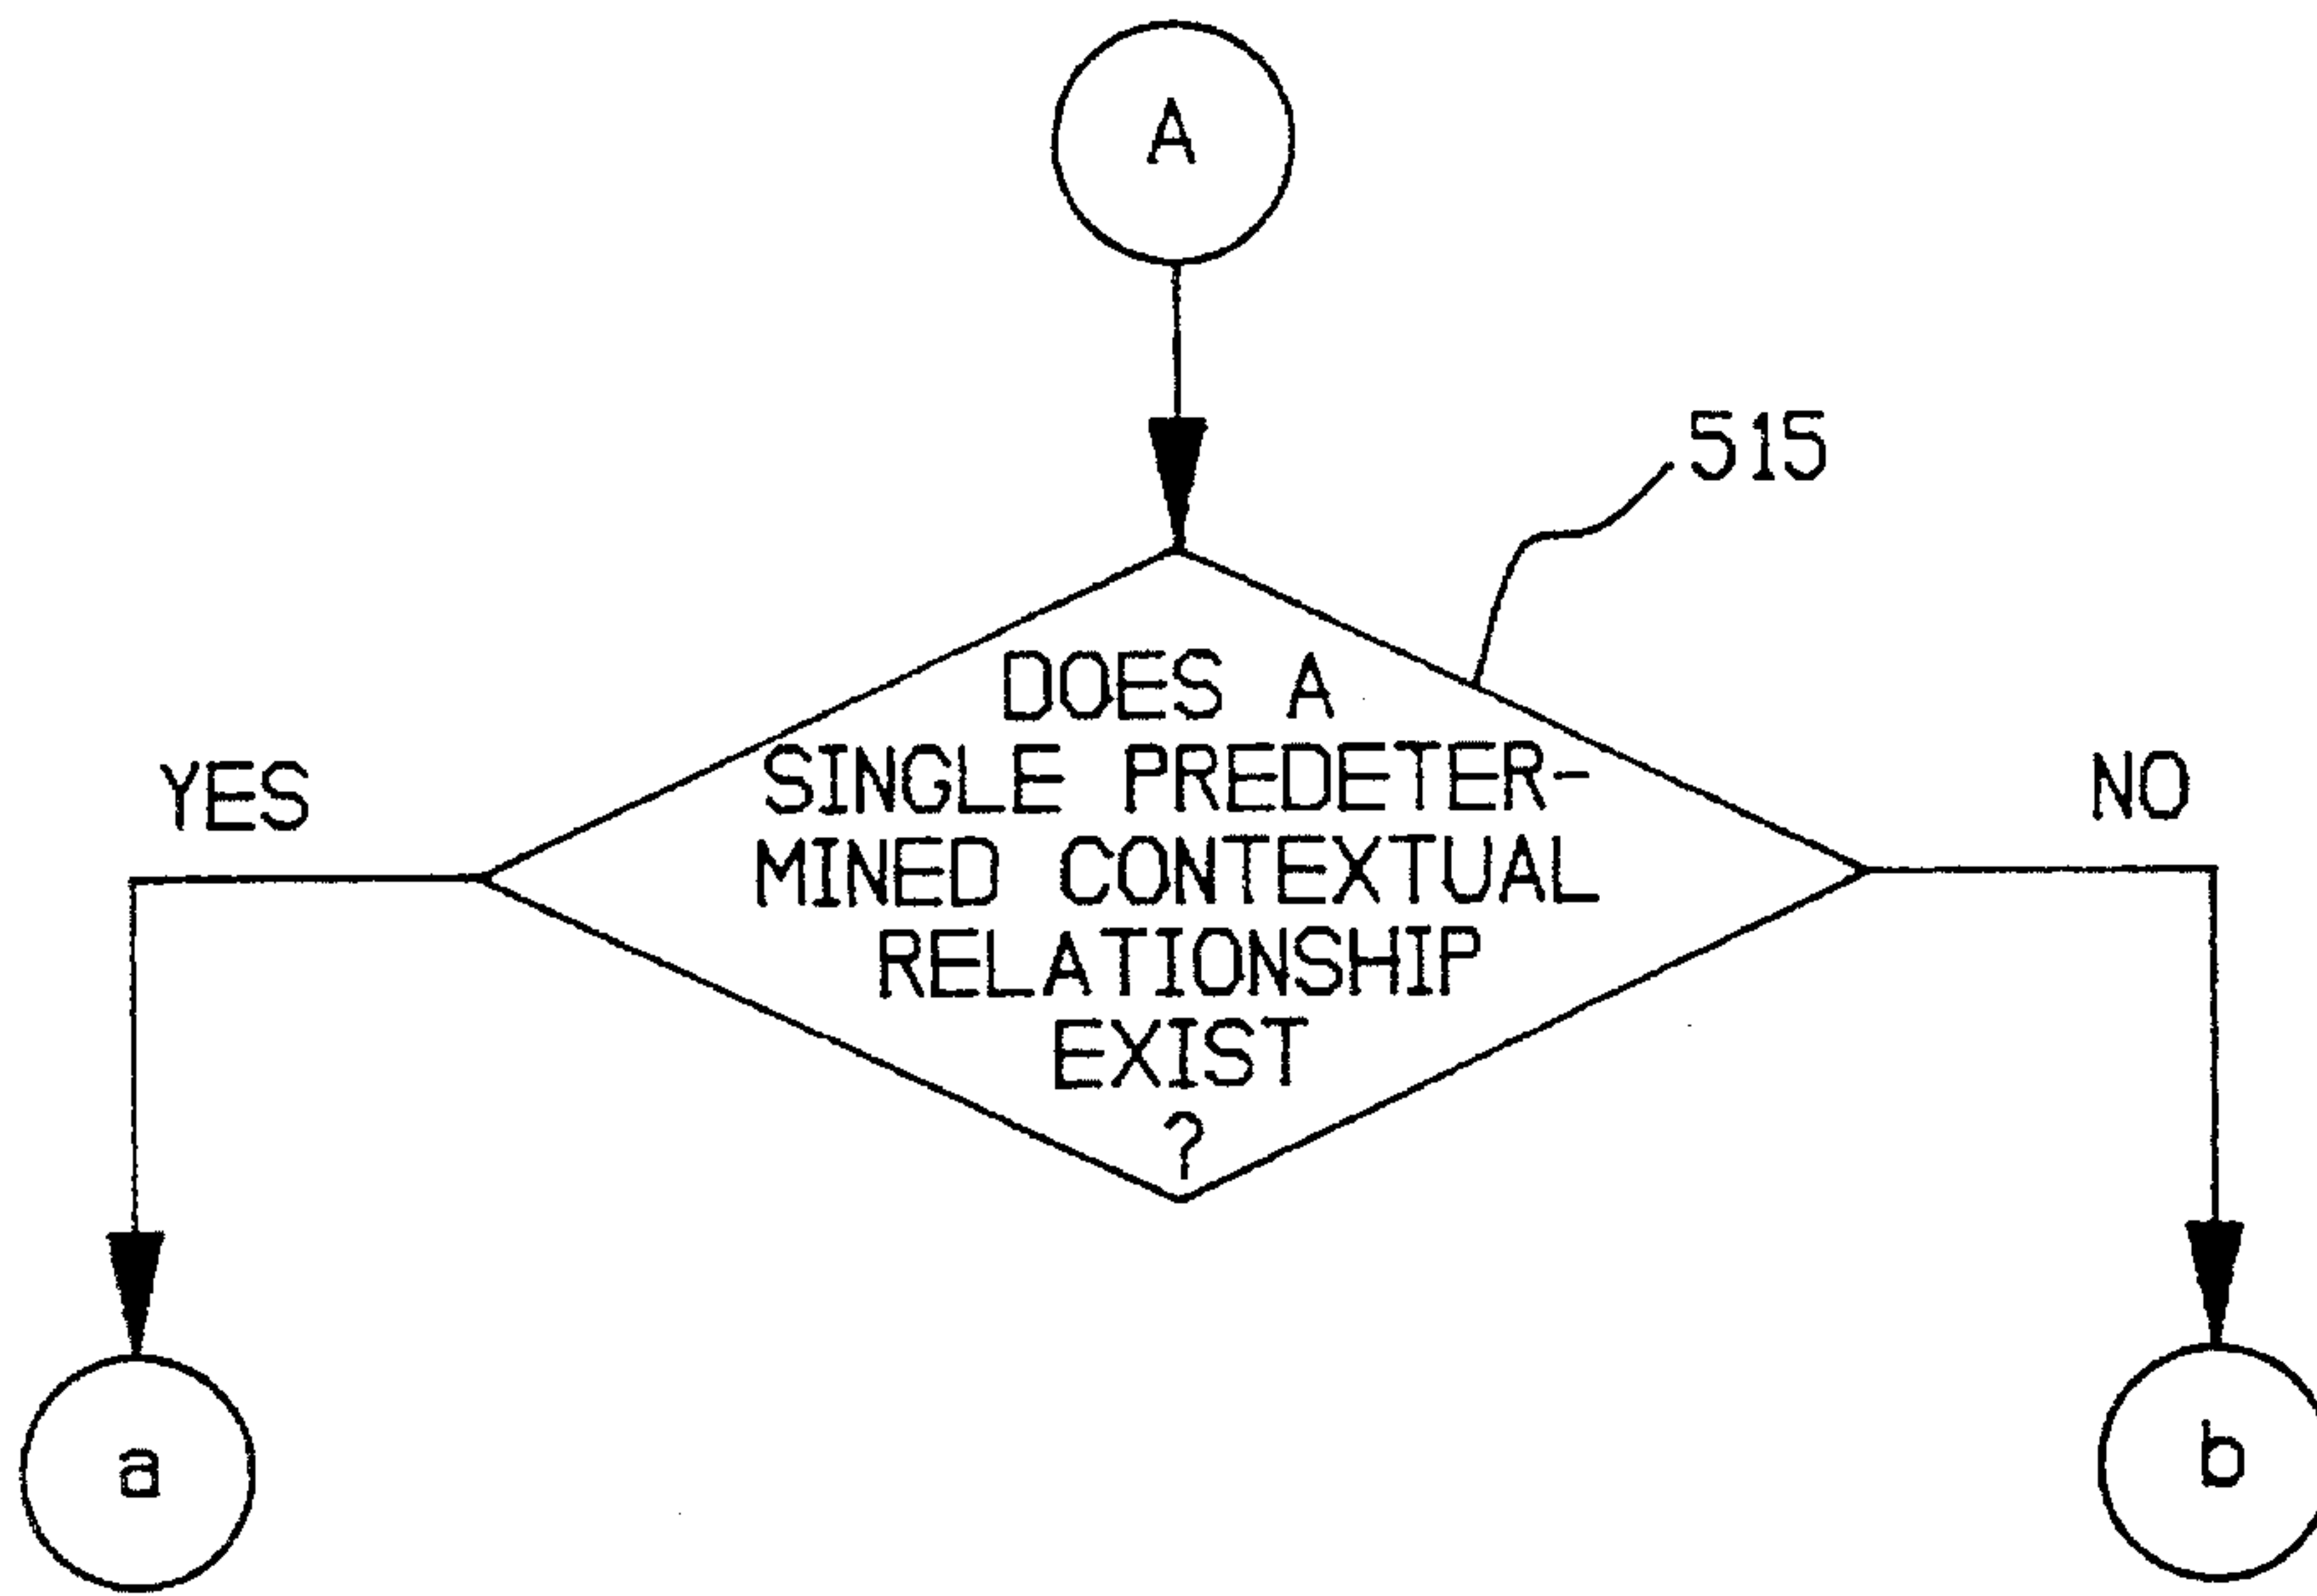 A
515
DOES A
SINGLE PREDETER-
MINED CONTEXTUAL
RELATIONSHIP
EXIST
?
YES
NO
a
b